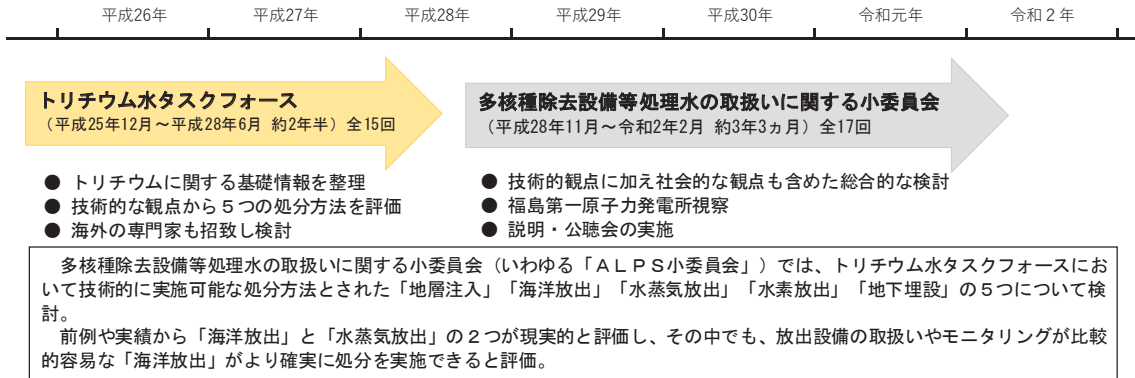 平成26年 平成27年 平成28年 平成29年 平成30年 令和元年 令和２年
トリチウム水タスクフォース
（平成25年12月～平成28年6月 約2年半）全15回
● トリチウムに関する基礎情報を整理
● 技術的な観点から５つの処分方法を評価
● 海外の専門家も招致し検討
多核種除去設備等処理水の取扱いに関する小委員会
（平成28年11月～令和2年2月 約3年3ヵ月）全17回
● 技術的観点に加え社会的な観点も含めた総合的な検討
● 福島第一原子力発電所視察
● 説明・公聴会の実施
多核種除去設備等処理水の取扱いに関する小委員会（いわゆる「ＡＬＰＳ小委員会」）では、トリチウム水タスクフォースにお
いて技術的に実施可能な処分方法とされた「地層注入」「海洋放出」「水蒸気放出」「水素放出」「地下埋設」の５つについて検
討。
前例や実績から「海洋放出」と「水蒸気放出」の２つが現実的と評価し、その中でも、放出設備の取扱いやモニタリングが比較
的容易な「海洋放出」がより確実に処分を実施できると評価。